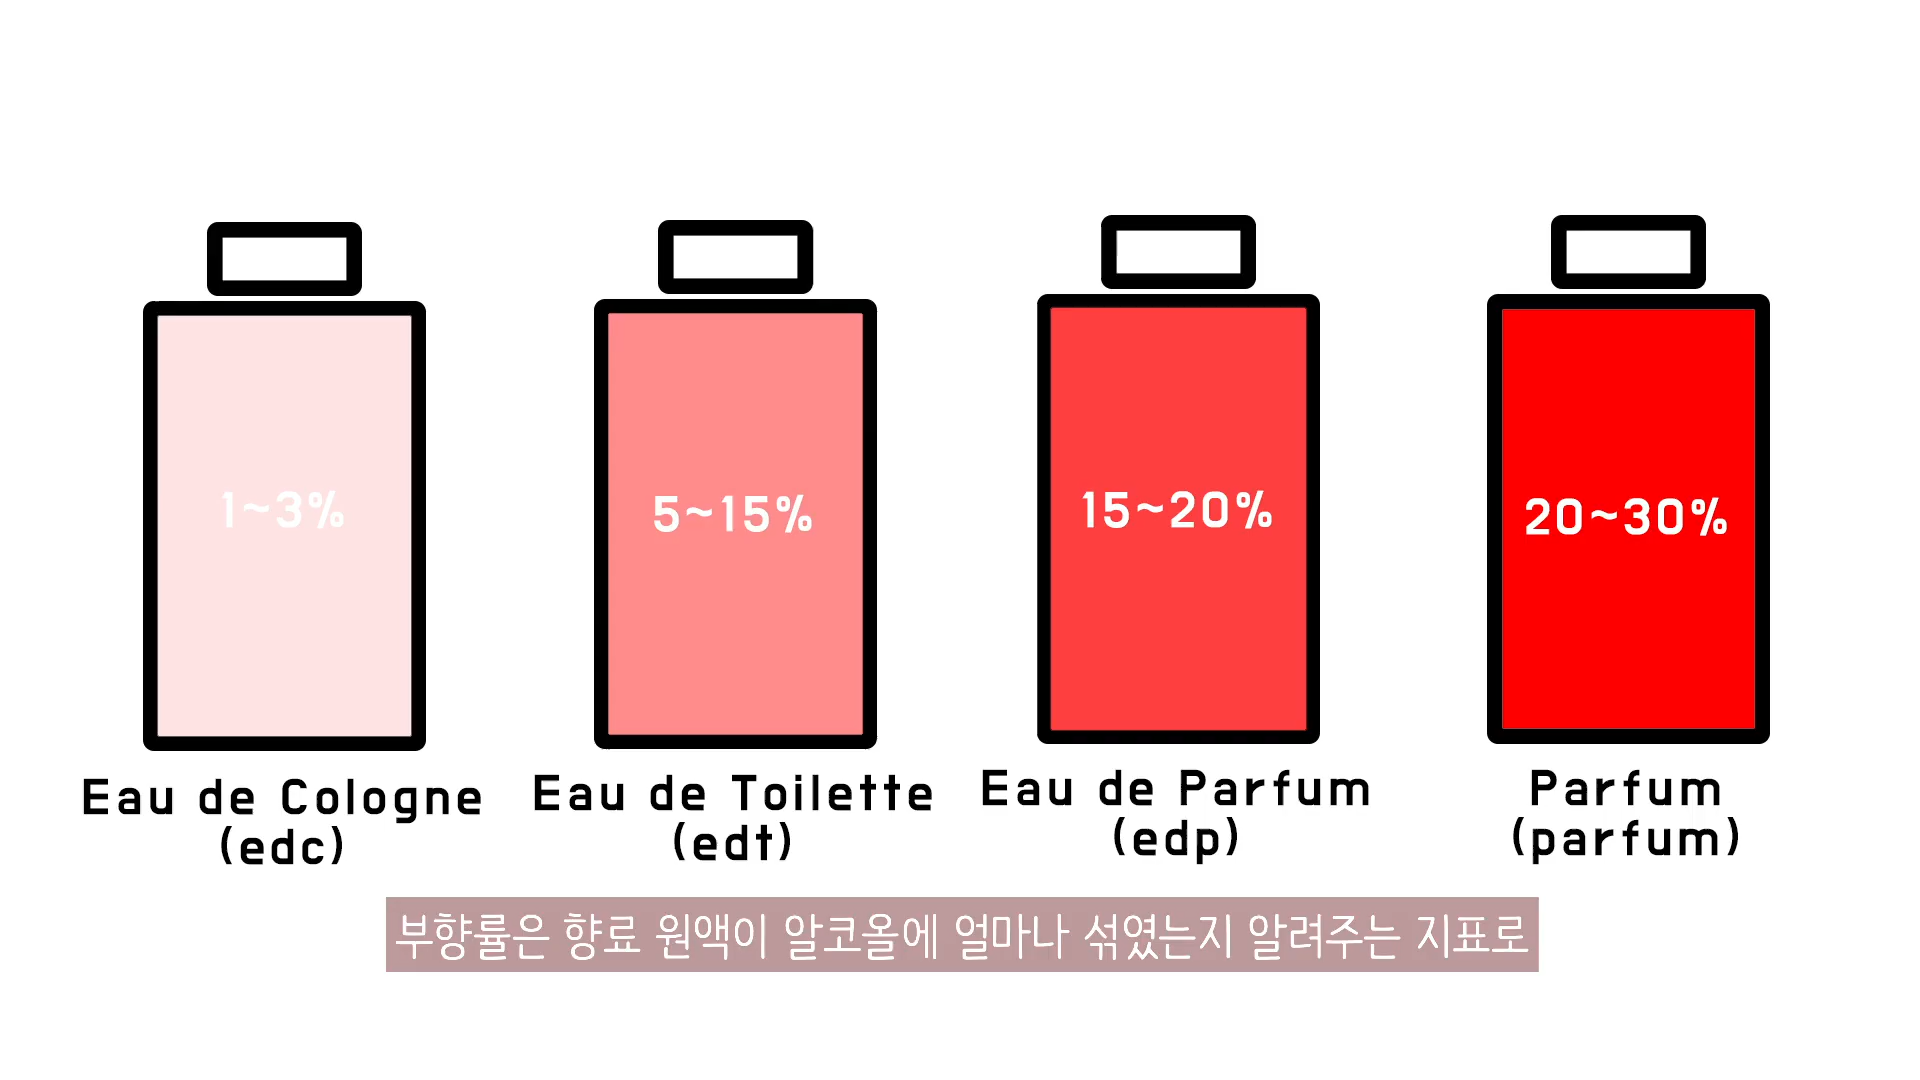 1~3%
5~15%
15~20%
20~30%
Eau de Cologne
(edc)
Eau de Toilette
(edt)
Eau de Parfum
(edp)
Parfum
(parfum)
부향률은 향료 원액이 알코올에 얼마나 섞였는지 알려주는 지표로